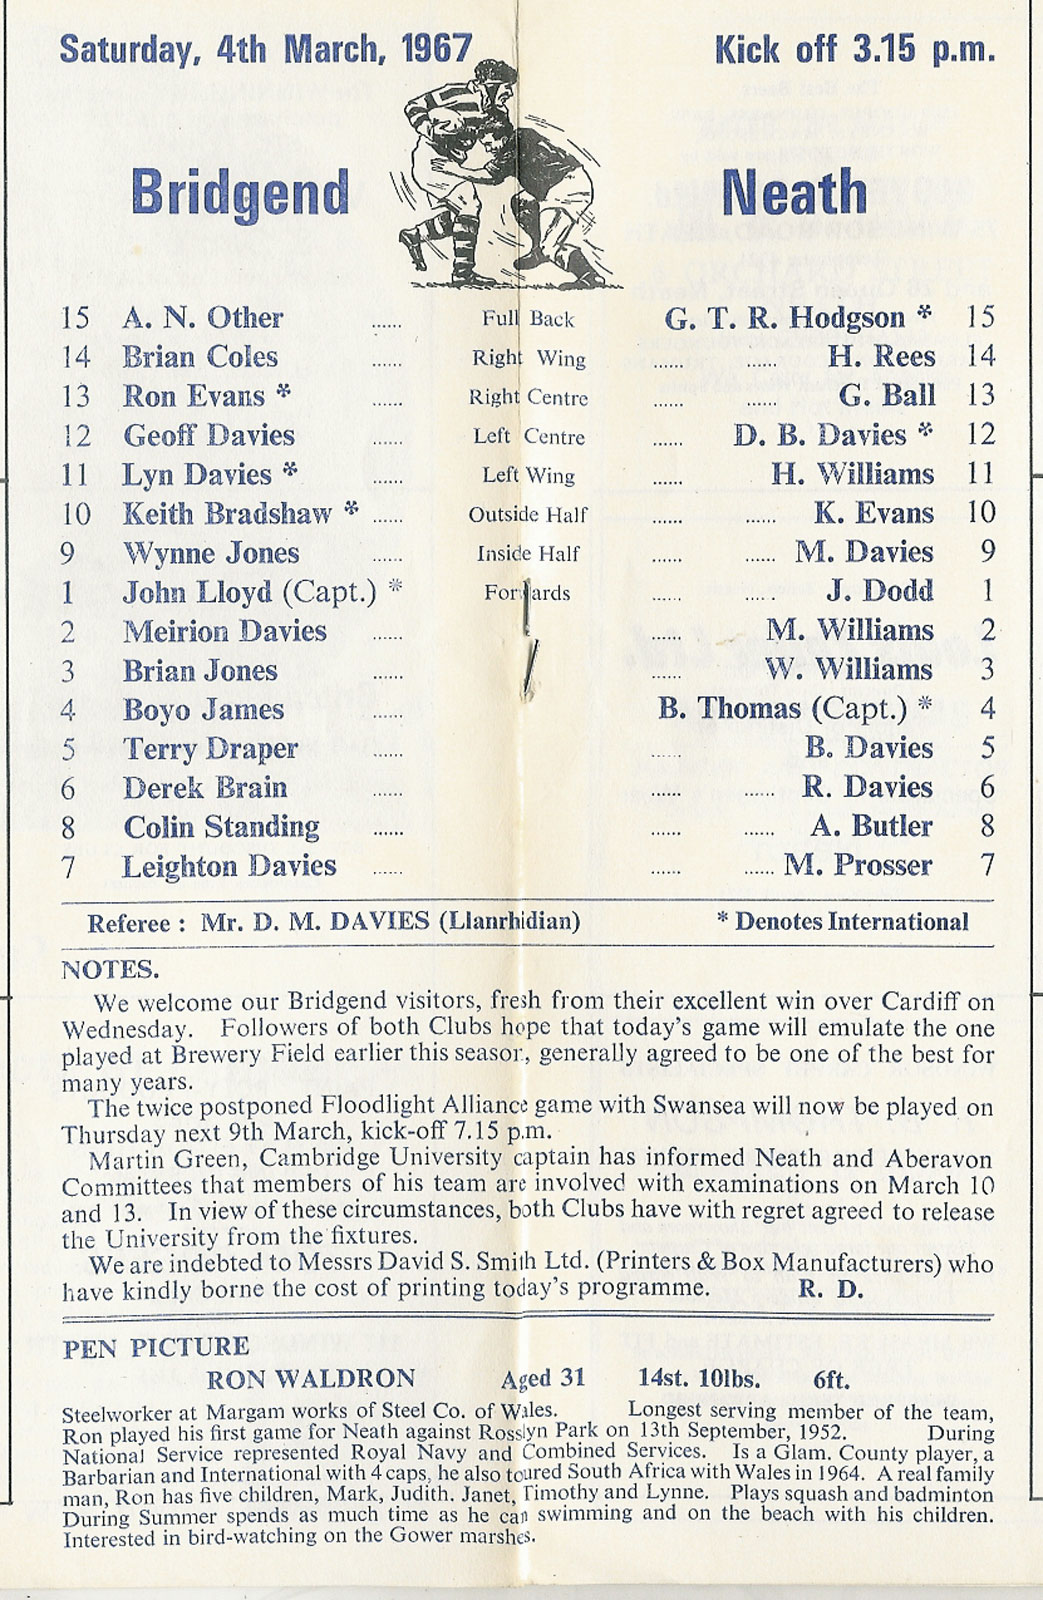 Saturday, 4th March, 1967 Kick off 3.15 p.m.
Bridgend Neath
15 A. N. Other ...... Full Back G. T. R. Hodgson * 15
14 Brian Coles ...... Right Wing ...... ...... H. Rees 14
13 Ron Evans * ...... Right Centre ...... ...... G. Ball 13
12 Geoff Davies ...... Left Centre ...... D. B. Davies * 12
11 Lyn Davies * ...... Left Wing ...... H. Williams 11
10 Keith Bradshaw * ...... Outside Half ...... ...... K. Evans 10
9 Wynne Jones ...... Inside Half ...... ...... M. Davies 9
1 John Lloyd (Capt.) * Forwards ...... ...... J. Dodd 1
2 Meirion Davies ...... ...... M. Williams 2
3 Brian Jones ...... ...... W. Williams 3
4 Boyo James ...... B. Thomas (Capt.) * 4
5 Terry Draper ...... ...... B. Davies 5
6 Derek Brain ...... ...... ...... R. Davies 6
8 Colin Standing ...... ...... ...... A. Butler 8
7 Leighton Davies ...... ...... ...... M. Prosser 7
Referee : Mr. D. M. DAVIES (Llanrhidian) * Denotes International
NOTES.
We welcome our Bridgend visitors, fresh from their excellent win over Cardiff on
Wednesday. Followers of both Clubs hope that today's game will emulate the one
played at Brewery Field earlier this season, generally agreed to be one of the best for
many years.
The twice postponed Floodlight Alliance game with Swansea will now be played on
Thursday next 9th March, kick-off 7.15 p.m.
Martin Green, Cambridge University captain has informed Neath and Aberavon
Committees that members of his team are involved with examinations on March 10
and 13. In view of these circumstances, both Clubs have with regret agreed to release
the University from the fixtures.
We are indebted to Messrs David S. Smith Ltd. (Printers & Box Manufacturers) who
have kindly borne the cost of printing today's programme. R. D.
PEN PICTURE
RON WALDRON Aged 31 14st. 10lbs. 6ft.
Steelworker at Margam works of Steel Co. of Wales. Longest serving member of the team,
Ron played his first game for Neath against Rosslyn Park on 13th September, 1952. During
National Service represented Royal Navy and Combined Services. Is a Glam. County player, a
Barbarian and International with 4 caps, he also toured South Africa with Wales in 1964. A real family
man, Ron has five children, Mark, Judith. Janet, Timothy and Lynne. Plays squash and badminton
During Summer spends as much time as he can swimming and on the beach with his children.
Interested in bird-watching on the Gower marshes.